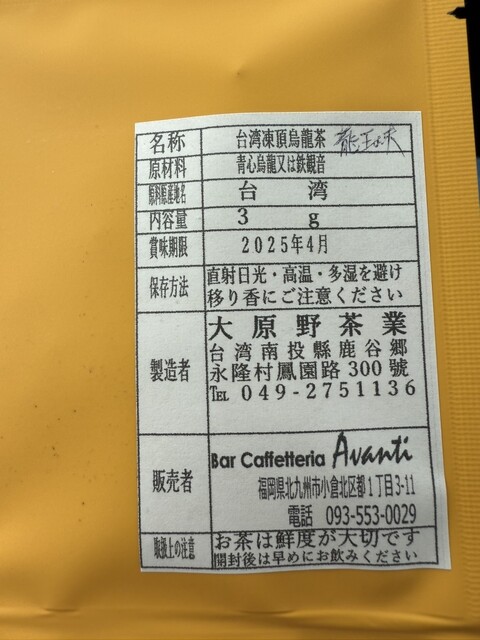 名称 台湾凍頂烏龍茶
原材料 青心烏龍又は鉄観音
原料原産地名 台湾
内容量 3 g
賞味期限 2025年4月
保存方法 直射日光・高温・多湿を避け
移り香にご注意ください
製造者 大原野茶業
台湾南投縣鹿谷郷
永隆村鳳園路300號
℡ 049-2751136
販売者 Bar Caffetteria Avanti
福岡県北九州市小倉北区都1丁目3-11
電話 093-553-0029
取扱上の注意 お茶は鮮度が大切です
開封後は早めにお飲みください